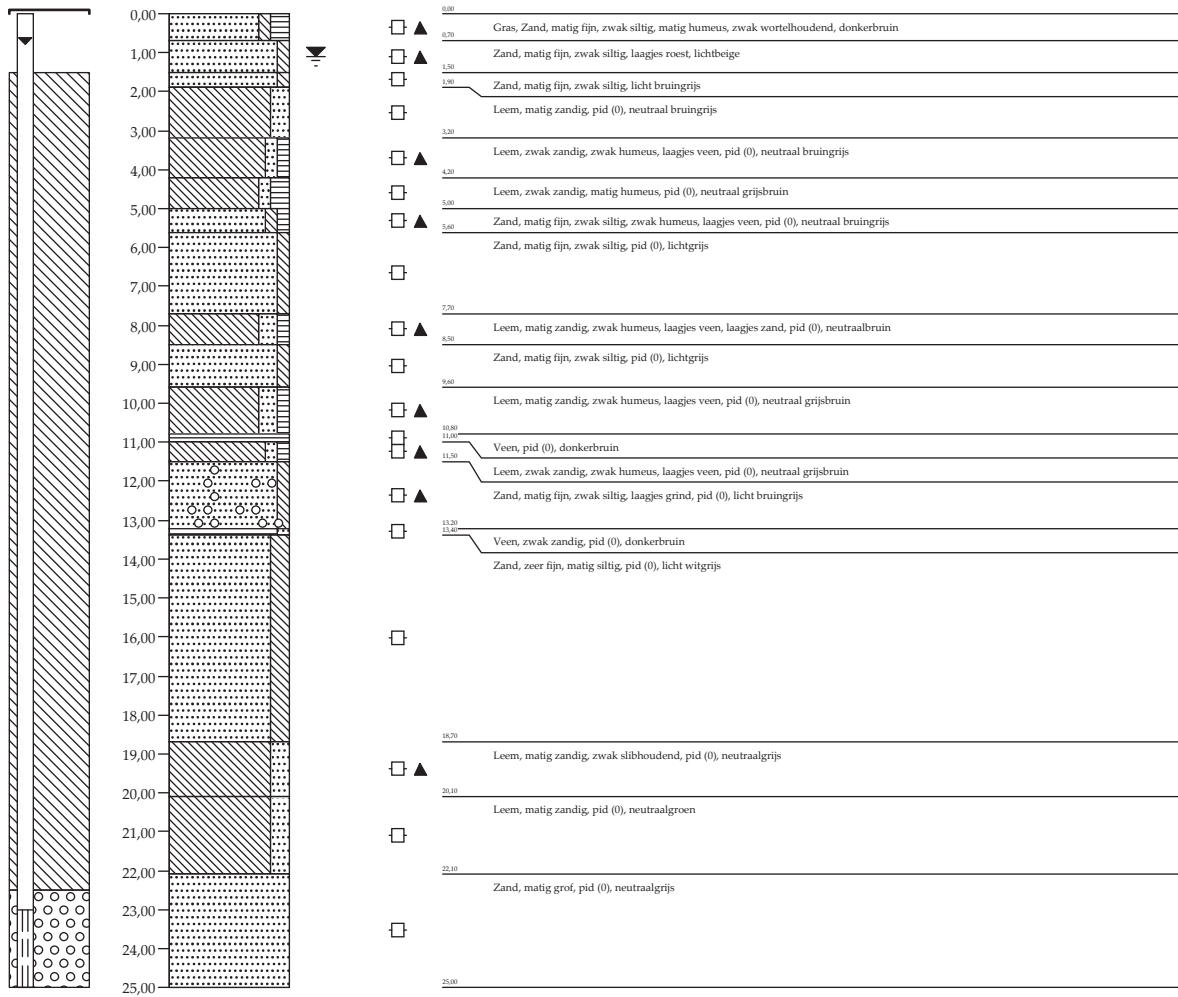 0,00
1,00
2,00
3,00
4,00
5,00
6,00
7,00
8,00
9,00
10,00
11,00
12,00
13,00
14,00
15,00
16,00
17,00
18,00
19,00
20,00
21,00
22,00
23,00
24,00
25,00
0,00
Gras, Zand, matig fijn, zwak siltig, matig humeus, zwak wortelhoudend, donkerbruin
0,70
Zand, matig fijn, zwak siltig, laagjes roest, lichtbeige
1,50
Zand, matig fijn, zwak siltig, licht bruingrijs
1,90
Leem, matig zandig, pid (0), neutraal bruingrijs
3,20
Leem, zwak zandig, zwak humeus, laagjes veen, pid (0), neutraal bruingrijs
4,20
Leem, zwak zandig, matig humeus, pid (0), neutraal grijsbruin
5,00
Zand, matig fijn, zwak siltig, zwak humeus, laagjes veen, pid (0), neutraal bruingrijs
5,60
Zand, matig fijn, zwak siltig, pid (0), lichtgrijs
7,70
Leem, matig zandig, zwak humeus, laagjes veen, laagjes zand, pid (0), neutraalbruin
8,50
Zand, matig fijn, zwak siltig, pid (0), lichtgrijs
9,60
Leem, matig zandig, zwak humeus, laagjes veen, pid (0), neutraal grijsbruin
10,80
11,00
Veen, pid (0), donkerbruin
11,50
Leem, zwak zandig, zwak humeus, laagjes veen, pid (0), neutraal grijsbruin
Zand, matig fijn, zwak siltig, laagjes grind, pid (0), licht bruingrijs
13,20
13,40
Veen, zwak zandig, pid (0), donkerbruin
Zand, zeer fijn, matig siltig, pid (0), licht witgrijs
18,70
Leem, matig zandig, zwak slibhoudend, pid (0), neutraalgrijs
20,10
Leem, matig zandig, pid (0), neutraalgroen
22,10
Zand, matig grof, pid (0), neutraalgrijs
25,00